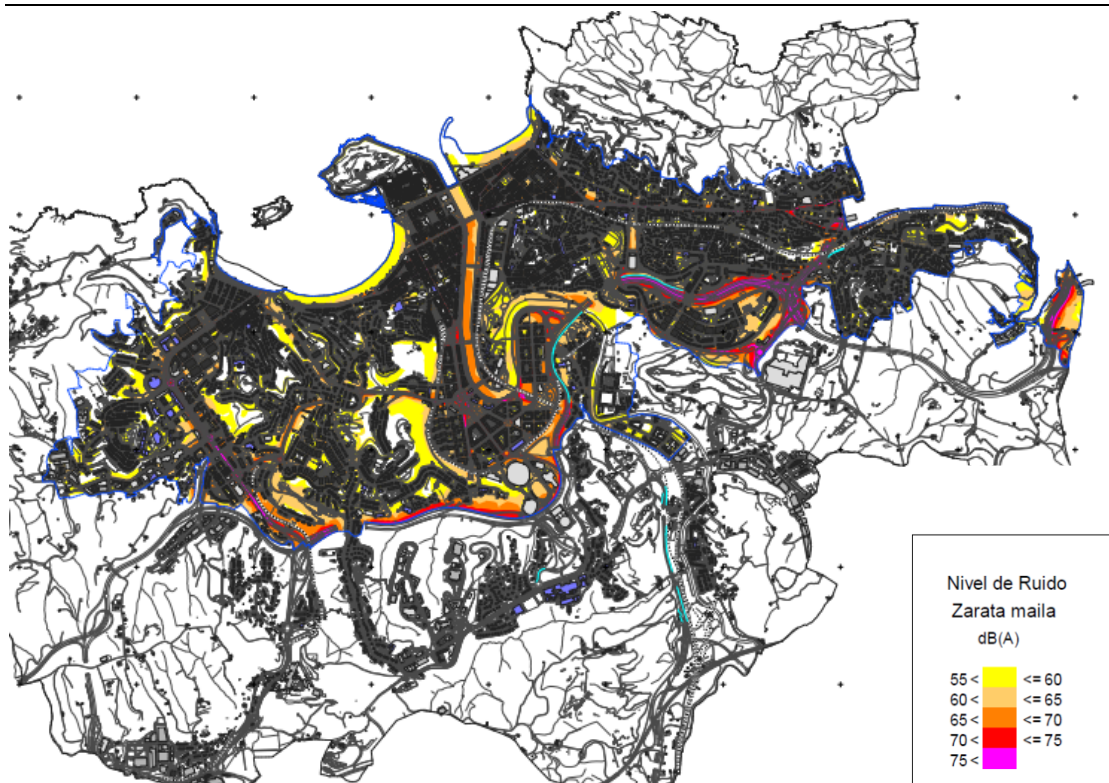 Nivel de Ruido
Zarata maila
dB(A)
55 < <= 60
60 < <= 65
65 < <= 70
70 < <= 75
75 <